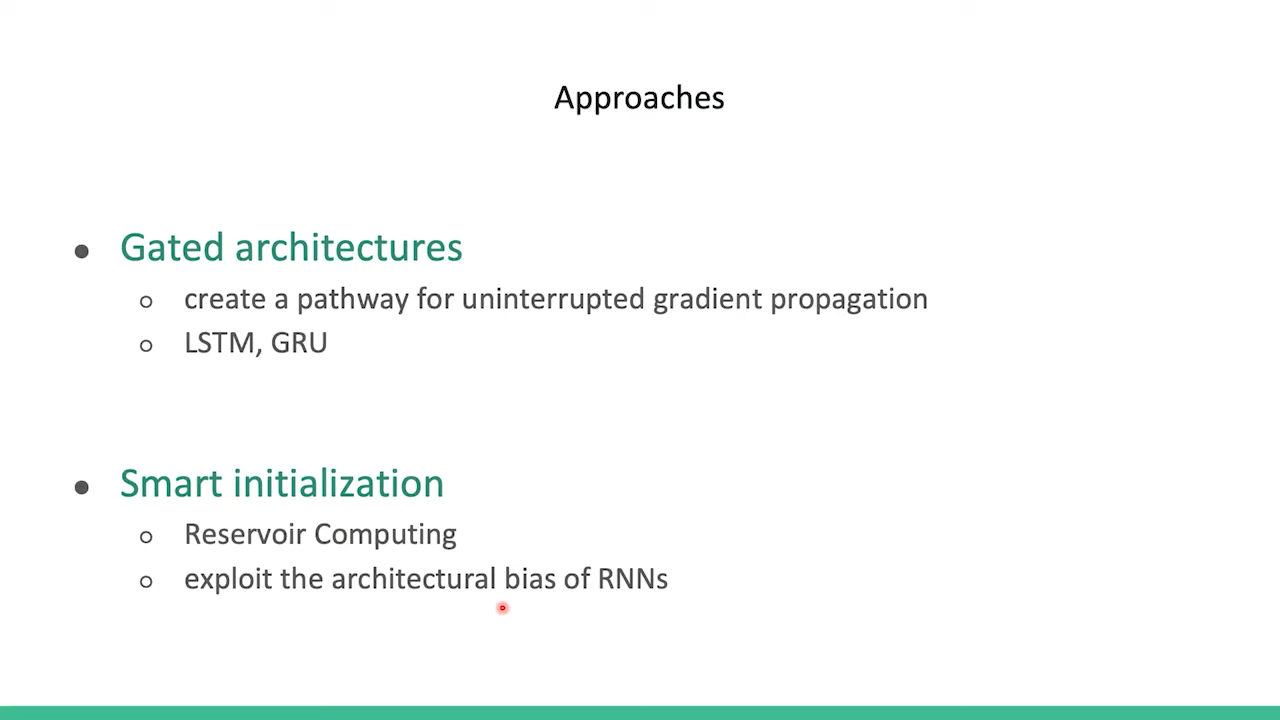 Approaches
Gated architectures
create a pathway for uninterrupted gradient propagation
LSTM, GRU
Smart initialization
Reservoir Computing
exploit the architectural bias of RNNs